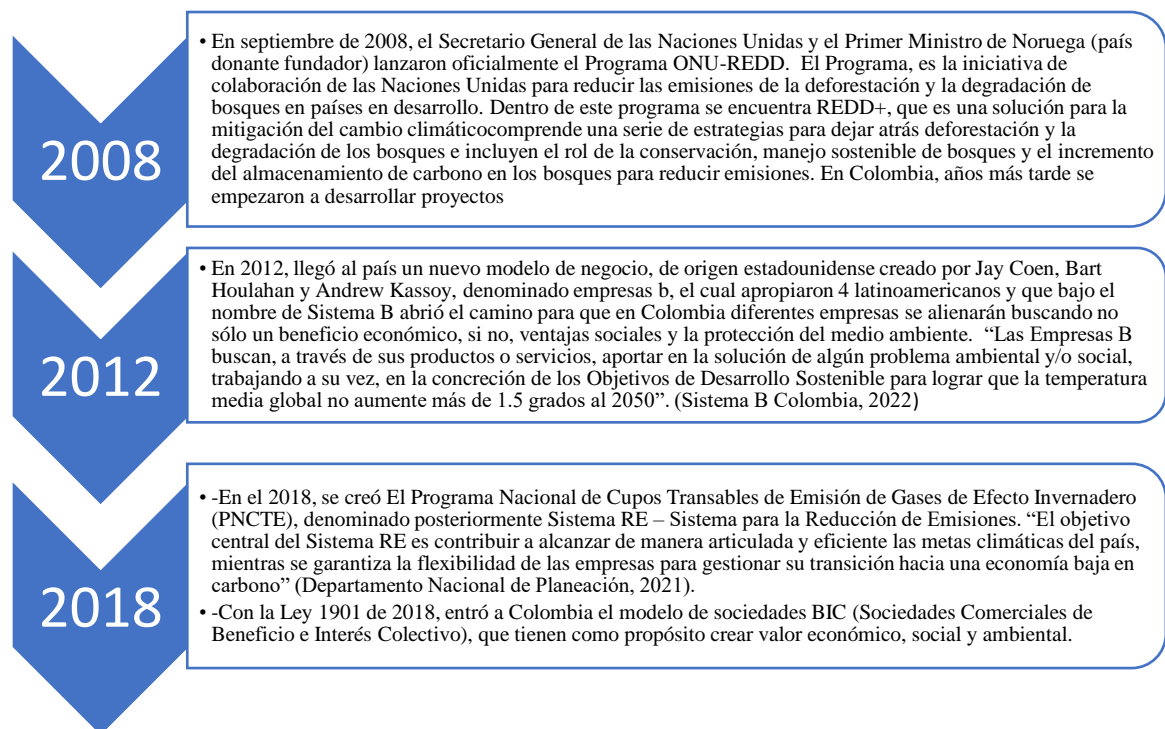 2008
• En septiembre de 2008, el Secretario General de las Naciones Unidas y el Primer Ministro de Noruega (país
donante fundador) lanzaron oficialmente el Programa ONU-REDD.  El Programa, es la iniciativa de
colaboración de las Naciones Unidas para reducir las emisiones de la deforestación y la degradación de
bosques en países en desarrollo. Dentro de este programa se encuentra REDD+, que es una solución para la
mitigación del cambio climáticocomprende una serie de estrategias para dejar atrás deforestación y la
degradación de los bosques e incluyen el rol de la conservación, manejo sostenible de bosques y el incremento
del almacenamiento de carbono en los bosques para reducir emisiones. En Colombia, años más tarde se
empezaron a desarrollar proyectos
2012
• En 2012, llegó al país un nuevo modelo de negocio, de origen estadounidense creado por Jay Coen, Bart
Houlahan y Andrew Kassoy, denominado empresas b, el cual apropiaron 4 latinoamericanos y que bajo el
nombre de Sistema B abrió el camino para que en Colombia diferentes empresas se alienarán buscando no
sólo un beneficio económico, si no, ventajas sociales y la protección del medio ambiente.  “Las Empresas B
buscan, a través de sus productos o servicios, aportar en la solución de algún problema ambiental y/o social,
trabajando a su vez, en la concreción de los Objetivos de Desarrollo Sostenible para lograr que la temperatura
media global no aumente más de 1.5 grados al 2050”. (Sistema B Colombia, 2022)
2018
• -En el 2018, se creó El Programa Nacional de Cupos Transables de Emisión de Gases de Efecto Invernadero
(PNCTE), denominado posteriormente Sistema RE – Sistema para la Reducción de Emisiones. “El objetivo
central del Sistema RE es contribuir a alcanzar de manera articulada y eficiente las metas climáticas del país,
mientras se garantiza la flexibilidad de las empresas para gestionar su transición hacia una economía baja en
carbono” (Departamento Nacional de Planeación, 2021).
• -Con la Ley 1901 de 2018, entró a Colombia el modelo de sociedades BIC (Sociedades Comerciales de
Beneficio e Interés Colectivo), que tienen como propósito crear valor económico, social y ambiental.